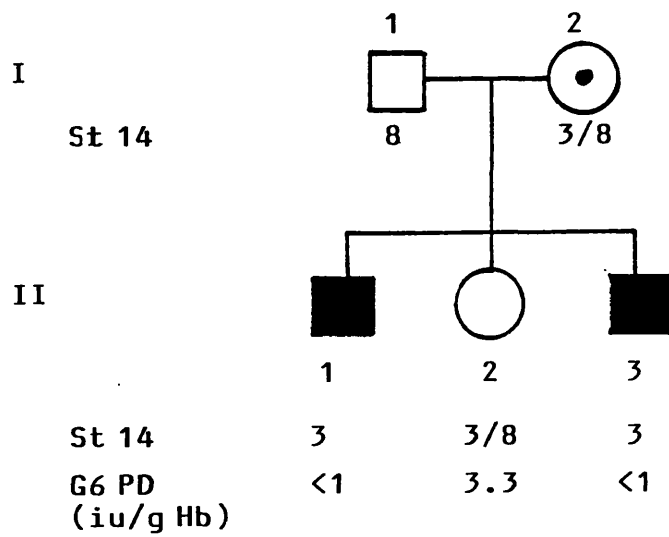 1 2
I
St 14 8 3/8
II
1 2 3
St 14 3 3/8 3
G6 PD <1 3.3 <1
(iu/g Hb)